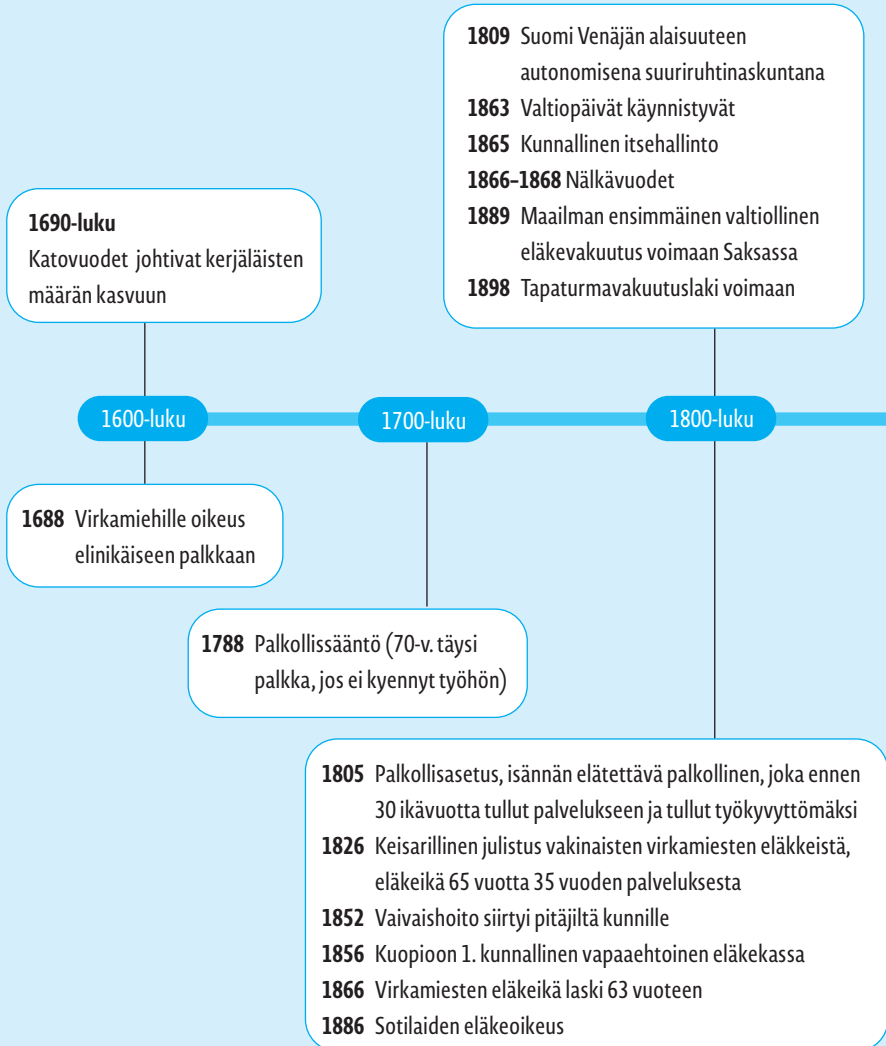 1809 Suomi Venäjän alaisuuteen
autonomisena suuriruhtinaskuntana
1863 Valtiopäivät käynnistyvät
1865 Kunnallinen itsehallinto
1866–1868 Nälkävuodet
1889 Maailman ensimmäinen valtiollinen
eläkevakuutus voimaan Saksassa
1898 Tapaturmavakuutuslaki voimaan
1690-luku
Katovuodet johtivat kerjäläisten
määrän kasvuun
1600-luku
1700-luku
1800-luku
1688 Virkamiehille oikeus
elinikäiseen palkkaan
1788 Palkollissääntö (70-v. täysi
palkka, jos ei kyennyt työhön)
1805 Palkollisasetus, isännän elätettävä palkollinen, joka ennen
30 ikävuotta tullut palvelukseen ja tullut työkyvyttömäksi
1826 Keisarillinen julistus vakinaisten virkamiesten eläkkeistä,
eläkeikä 65 vuotta 35 vuoden palveluksesta
1852 Vaivaishoito siirtyi pitäjiltä kunnille
1856 Kuopioon 1. kunnallinen vapaaehtoinen eläkekassa
1866 Virkamiesten eläkeikä laski 63 vuoteen
1886 Sotilaiden eläkeoikeus